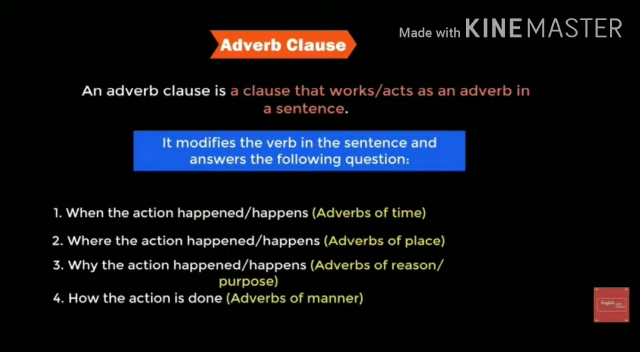 Adverb Clause
Made with KINEMASTER
An adverb clause is a clause that works/acts as an adverb in
a sentence.
It modifies the verb in the sentence and
answers the following question:
1. When the action happened/happens (Adverbs of time)
2. Where the action happened/happens (Adverbs of place)
3. Why the action happened/happens (Adverbs of reason/
purpose)
4. How the action is done (Adverbs of manner)
English